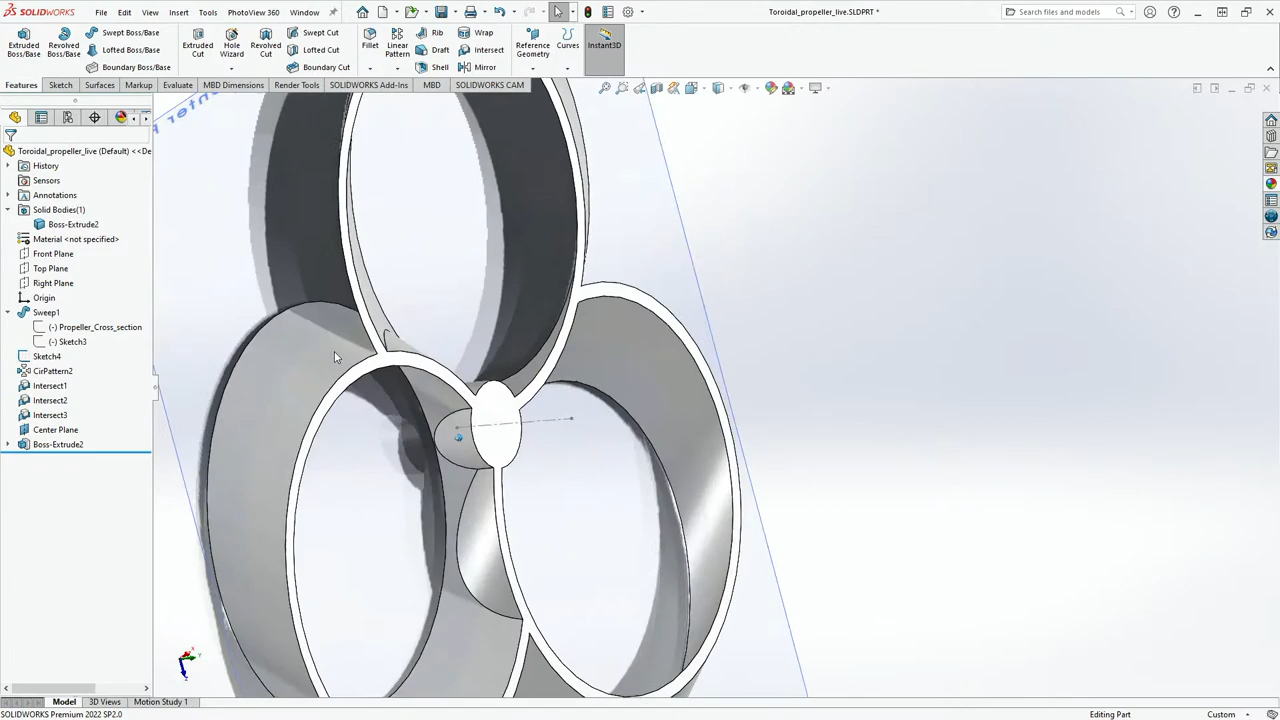 SOLIDWORKS File Edit View Insert Tools PhotoView 360 Window Toroidal_propeller_live.SLDPRT * Search files and models
Extruded Boss/Base Revolved Boss/Base Swept Boss/Base Lofted Boss/Base Boundary Boss/Base Extruded Cut Hole Wizard Revolved Cut Swept Cut Lofted Cut Boundary Cut Fillet Linear Pattern Rib Draft Shell Wrap Intersect Mirror Reference Geometry Curves Instant3D
Features Sketch Markup Surfaces Evaluate MBD Dimensions Render Tools SOLIDWORKS Add-Ins MBD SOLIDWORKS CAM
Toroidal_propeller_live (Default) <<De
History
Sensors
Annotations
Solid Bodies(1)
Boss-Extrude2
Material <not specified>
Front Plane
Top Plane
Right Plane
Origin
Sweep1
(-) Propeller_Cross_section
(-) Sketch3
Sketch4
CirPattern2
Intersect1
Intersect2
Intersect3
Center Plane
Boss-Extrude2
Model 3D Views Motion Study 1
SOLIDWORKS Premium 2022 SP2.0 Editing Part Custom